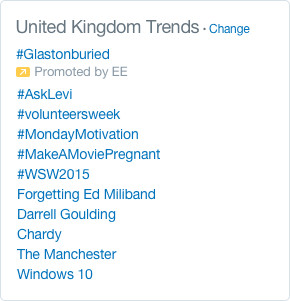 United Kingdom Trends · Change
#Glastonburied
Promoted by EE
#AskLevi
#volunteersweek
#MondayMotivation
#MakeAMoviePregnant
#WSW2015
Forgetting Ed Miliband
Darrell Goulding
Chardy
The Manchester
Windows 10